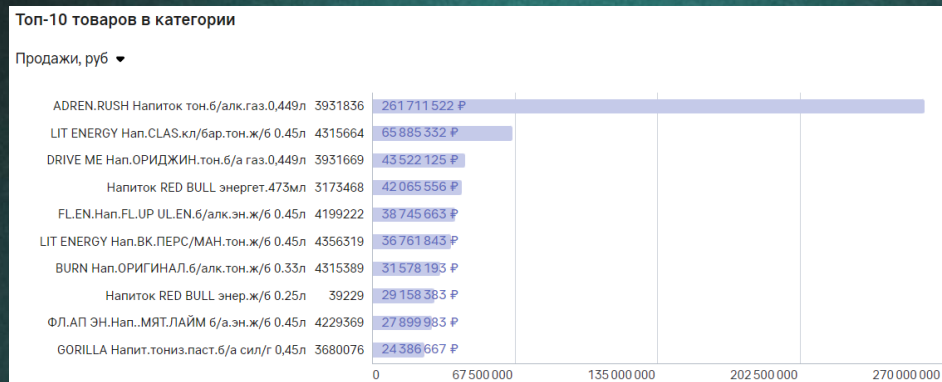 Топ-10 товаров в категории
Продажи, руб
ADREN.RUSH Напиток тон.б/алк.газ.0,449л 3931836 261 711 522 ₽
LIT ENERGY Нап.CLAS.кл/бар.тон.ж/б 0.45л 4315664 65 885 332 ₽
DRIVE ME Нап.ОРИДЖИН.тон.б/а газ.0,449л 3931669 43 522 125 ₽
Напиток RED BULL энергет.473мл 3173468 42 065 556 ₽
FL.EN.Нап.FL.UP UL.EN.б/алк.эн.ж/б 0.45л 4199222 38 745 663 ₽
LIT ENERGY Нап.ВК.ПЕРС/МАН.тон.ж/б 0.45л 4356319 36 761 843 ₽
BURN Нап.ОРИГИНАЛ.б/алк.тон.ж/б 0.33л 4315389 31 578 193 ₽
Напиток RED BULL энер.ж/б 0.25л 39229 29 158 383 ₽
ФЛ.АП ЭН.Нап..МЯТ.ЛАЙМ б/а.эн.ж/б 0.45л 4229369 27 899 983 ₽
GORILLA Напит.тониз.паст.б/а сил/г 0,45л 3680076 24 386 667 ₽
0 67 500 000 135 000 000 202 500 000 270 000 000